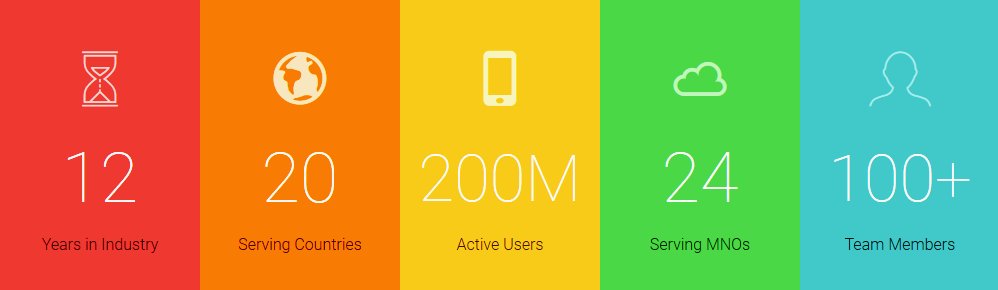 12
Years in Industry
20
Serving Countries
200M
Active Users
24
Serving MNOs
100+
Team Members